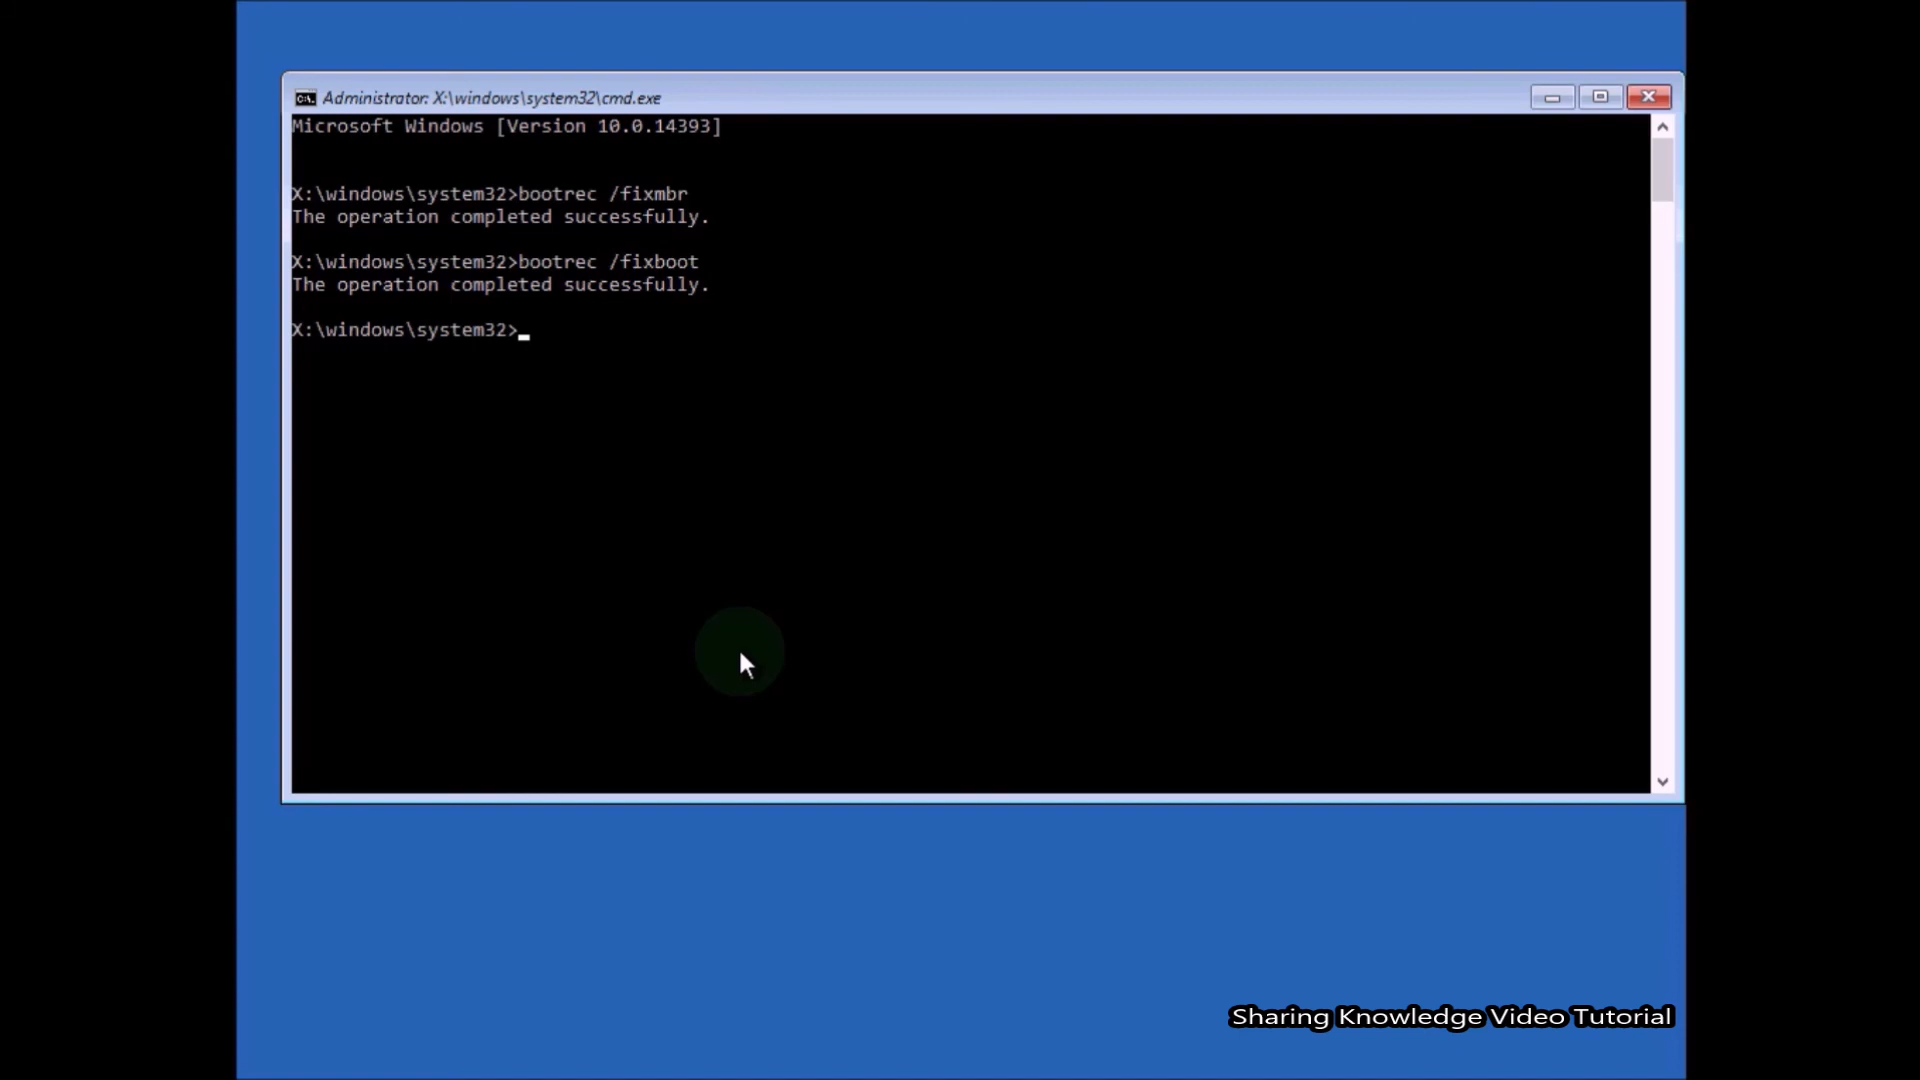 Administrator: X:\windows\system32\cmd.exe
Microsoft Windows [Version 10.0.14393]
X:\windows\system32>bootrec /fixmbr
The operation completed successfully.
X:\windows\system32>bootrec /fixboot
The operation completed successfully.
X:\windows\system32>
Sharing Knowledge Video Tutorial